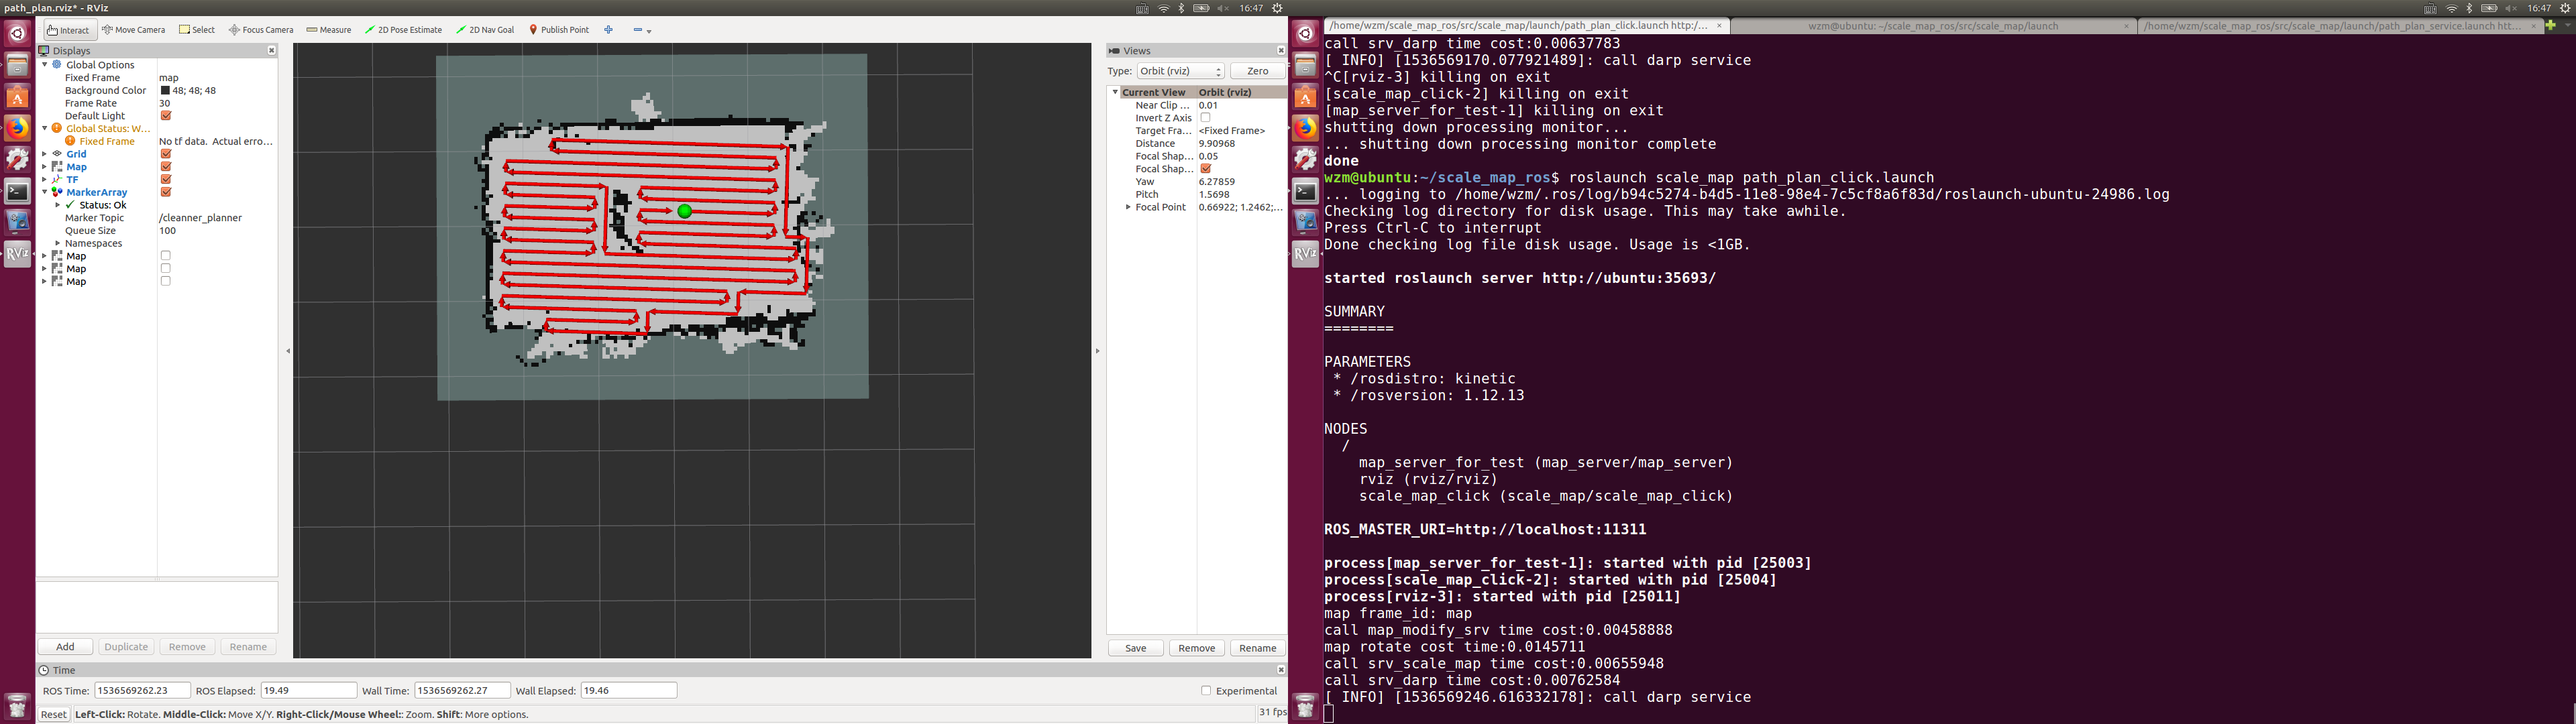 path_plan.rviz* - RViz
16:47
Interact Move Camera Select Focus Camera Measure 2D Pose Estimate 2D Nav Goal Publish Point
Displays
Global Options
Fixed Frame map
Background Color 48; 48; 48
Frame Rate 30
Default Light
Global Status: W...
Fixed Frame No tf data. Actual erro...
Grid
Map
TF
MarkerArray
Status: Ok
Marker Topic /cleanner_planner
Queue Size 100
Namespaces
Map
Map
Map
Add Duplicate Remove Rename
Views
Type: Orbit (rviz) Zero
Current View Orbit (rviz)
Near Clip ... 0.01
Invert Z Axis
Target Fra... <Fixed Frame>
Distance 9.90968
Focal Shap... 0.05
Focal Shap...
Yaw 6.27859
Pitch 1.5698
Focal Point 0.66922; 1.2462;...
Save Remove Rename
Time
ROS Time: 1536569262.23 ROS Elapsed: 19.49 Wall Time: 1536569262.27 Wall Elapsed: 19.46 Experimental
Reset Left-Click: Rotate. Middle-Click: Move X/Y. Right-Click/Mouse Wheel:: Zoom. Shift: More options. 31 fps
16:47
/home/wzm/scale_map_ros/src/scale_map/launch/path_plan_click.launch http:/... × wzm@ubuntu: ~/scale_map_ros/src/scale_map/launch × /home/wzm/scale_map_ros/src/scale_map/launch/path_plan_service.launch htt... ×
call srv_darp time cost:0.00637783
[ INFO] [1536569170.077921489]: call darp service
^C[rviz-3] killing on exit
[scale_map_click-2] killing on exit
[map_server_for_test-1] killing on exit
shutting down processing monitor...
... shutting down processing monitor complete
done
wzm@ubuntu:~/scale_map_ros$ roslaunch scale_map path_plan_click.launch
... logging to /home/wzm/.ros/log/b94c5274-b4d5-11e8-98e4-7c5cf8a6f83d/roslaunch-ubuntu-24986.log
Checking log directory for disk usage. This may take awhile.
Press Ctrl-C to interrupt
Done checking log file disk usage. Usage is <1GB.
started roslaunch server http://ubuntu:35693/
SUMMARY
========
PARAMETERS
* /rosdistro: kinetic
* /rosversion: 1.12.13
NODES
/
map_server_for_test (map_server/map_server)
rviz (rviz/rviz)
scale_map_click (scale_map/scale_map_click)
ROS_MASTER_URI=http://localhost:11311
process[map_server_for_test-1]: started with pid [25003]
process[scale_map_click-2]: started with pid [25004]
process[rviz-3]: started with pid [25011]
map frame_id: map
call map_modify_srv time cost:0.00458888
map rotate cost time:0.0145711
call srv_scale_map time cost:0.00655948
call srv_darp time cost:0.00762584
[ INFO] [1536569246.616332178]: call darp service